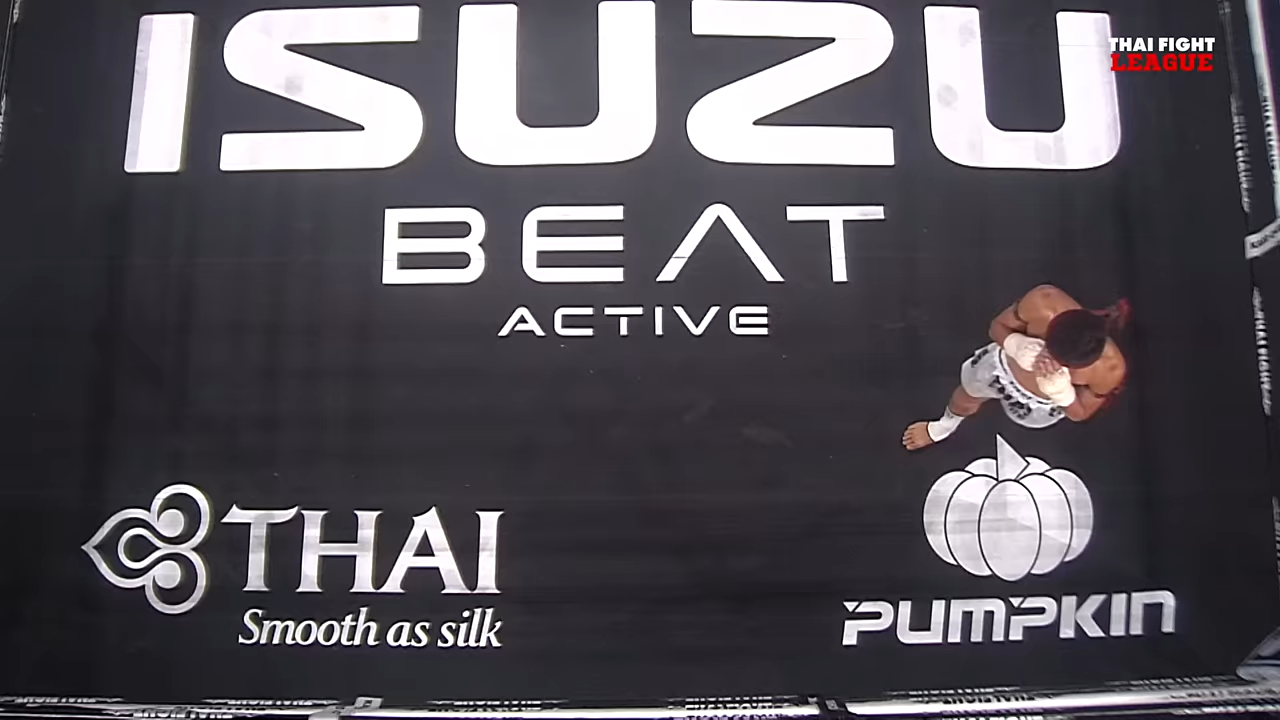 ISUZU
THAI FIGHT
LEAGUE
BEAT
ACTIVE
THAI
Smooth as silk
PUMPKIN